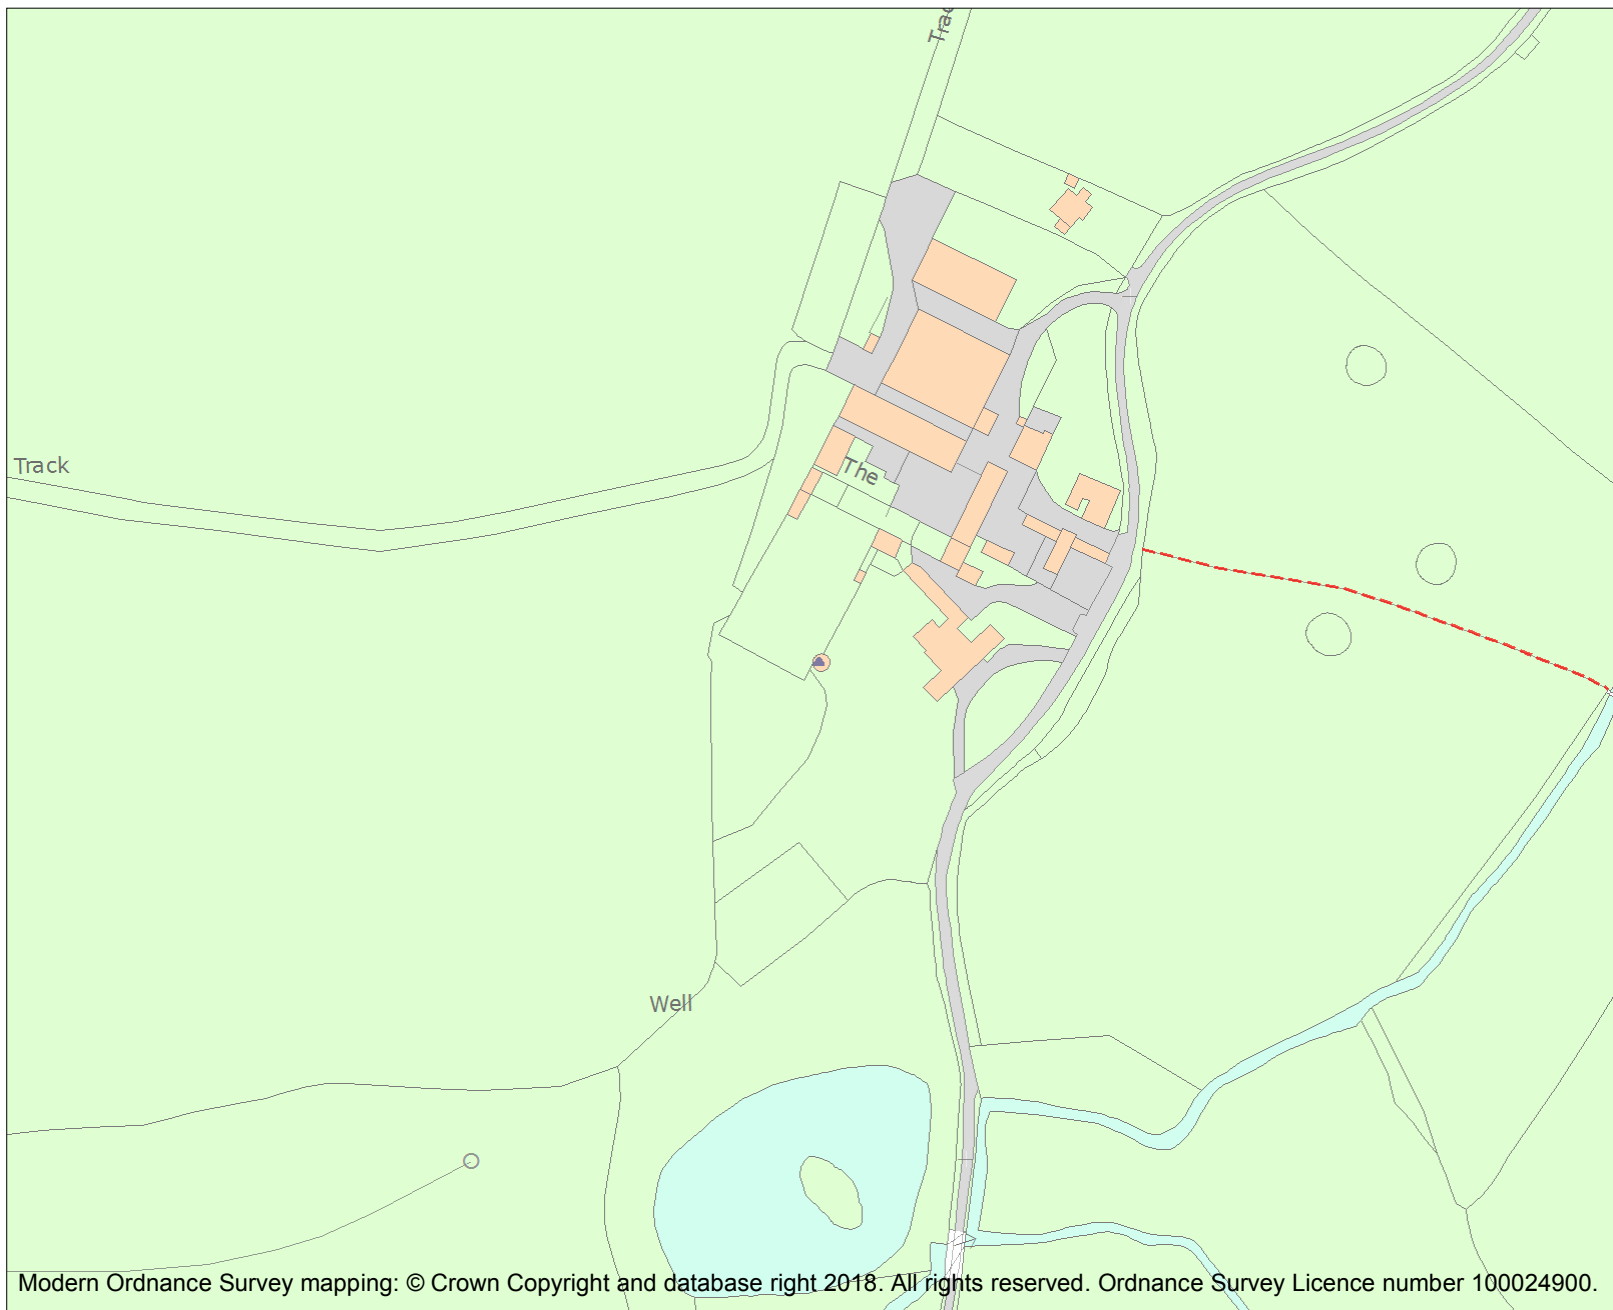 Track
The
Well
Modern Ordnance Survey mapping: © Crown Copyright and database right 2018. All rights reserved. Ordnance Survey Licence number 100024900.